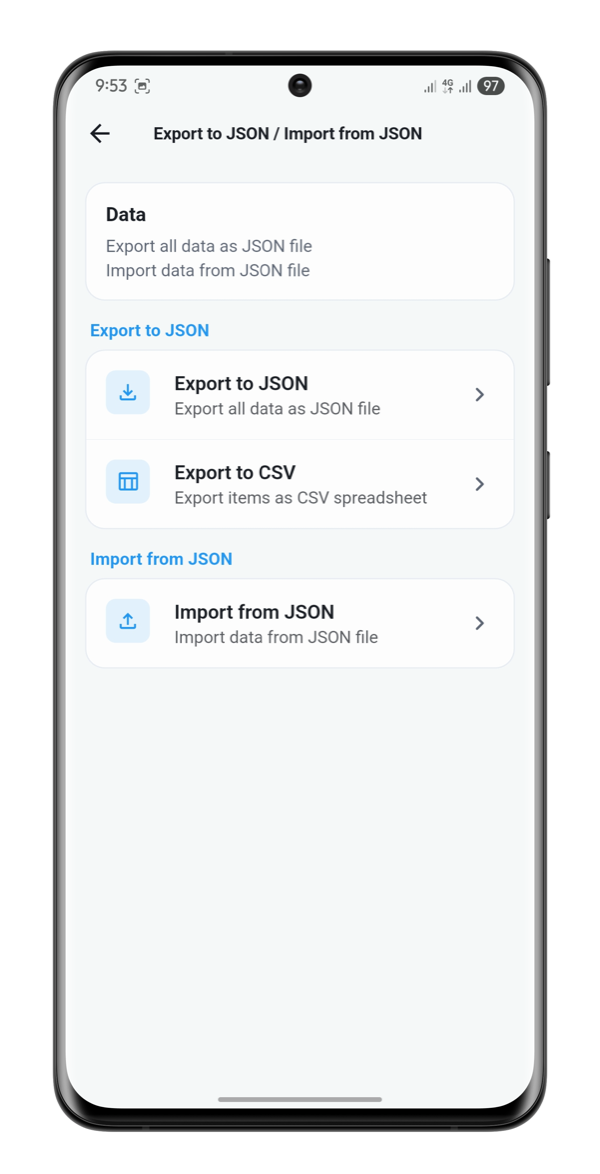 9:53
4G
97
Export to JSON / Import from JSON
Data
Export all data as JSON file
Import data from JSON file
Export to JSON
Export to JSON
Export all data as JSON file
Export to CSV
Export items as CSV spreadsheet
Import from JSON
Import from JSON
Import data from JSON file